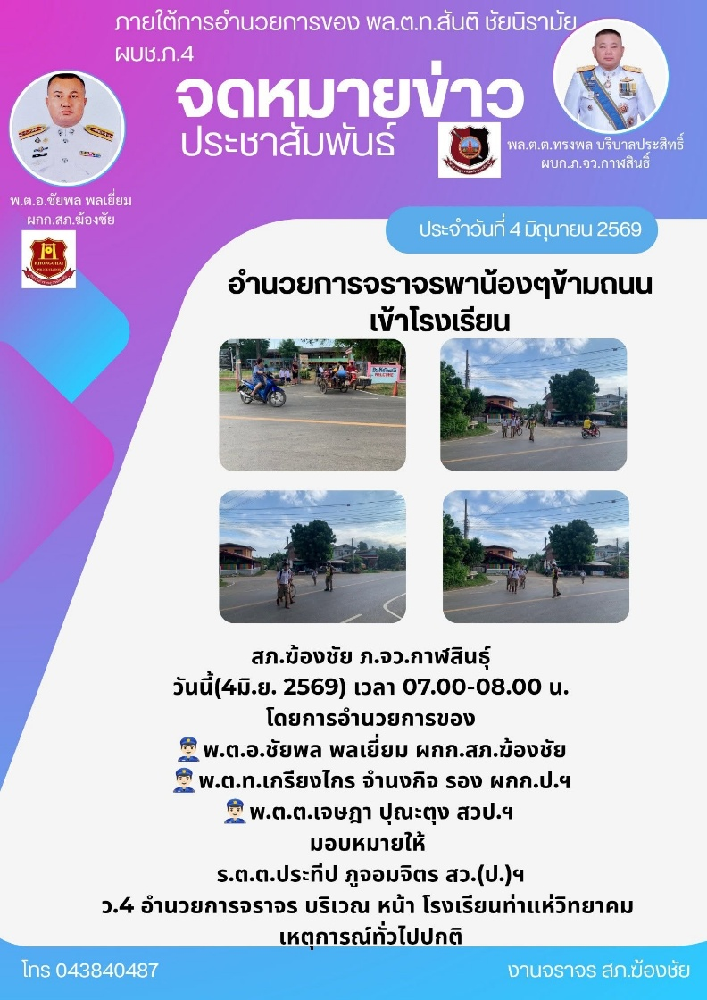 ภายใต้การอำนวยการของ พล.ต.ท.สันติ ชัยนิรามัย
ผบช.ภ.4
จดหมายข่าว
ประชาสัมพันธ์
พล.ต.ต.ทรงพล บริบาลประสิทธิ์
ผบก.ภ.จว.กาฬสินธุ์
พ.ต.อ.ชัยพล พลเยี่ยม
ผกก.สภ.ฆ้องชัย
KHONGCHAI
POLICE STATION
ประจำวันที่ 4 มิถุนายน 2569
อำนวยการจราจรพาน้องๆข้ามถนน
เข้าโรงเรียน
WELCOME
สภ.ฆ้องชัย ภ.จว.กาฬสินธุ์
วันนี้(4มิ.ย. 2569) เวลา 07.00-08.00 น.
โดยการอำนวยการของ
พ.ต.อ.ชัยพล พลเยี่ยม ผกก.สภ.ฆ้องชัย
พ.ต.ท.เกรียงไกร จำนงกิจ รอง ผกก.ป.ฯ
พ.ต.ต.เจษฎา ปุณะตุง สวป.ฯ
มอบหมายให้
ร.ต.ต.ประทีป ภูจอมจิตร สว.(ป.)ฯ
ว.4 อำนวยการจราจร บริเวณ หน้า โรงเรียนท่าแห่วิทยาคม
เหตุการณ์ทั่วไปปกติ
โทร 043840487
งานจราจร สภ.ฆ้องชัย